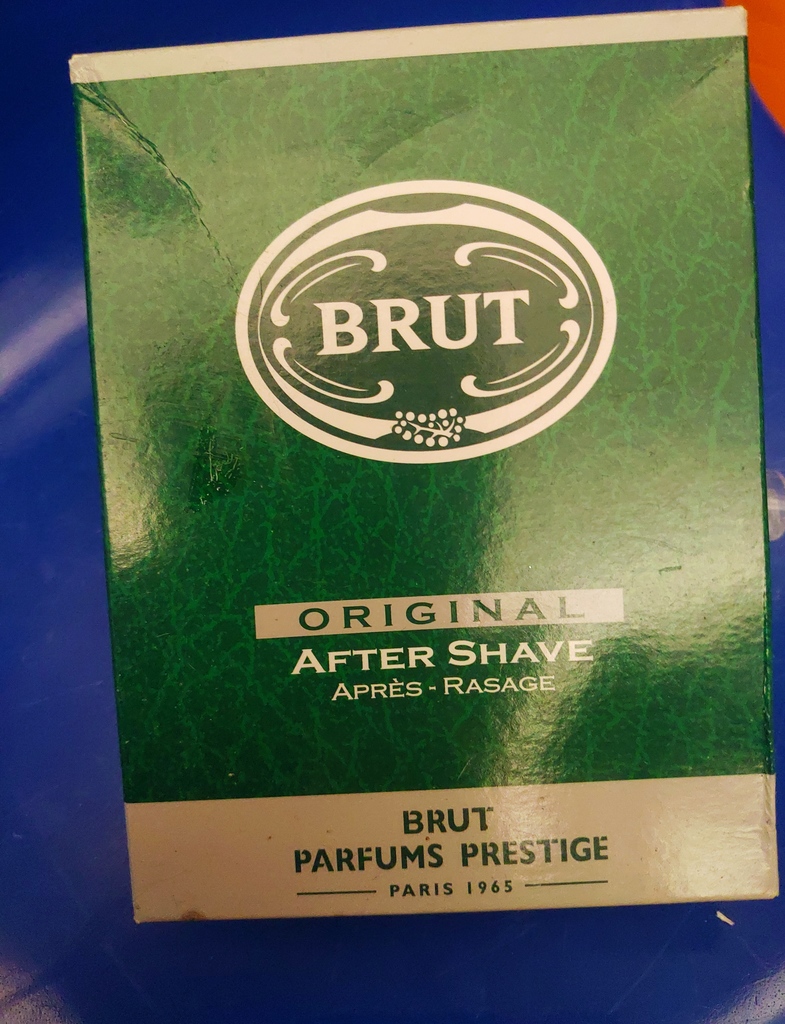 BRUT
ORIGINAL
AFTER SHAVE
APRÈS - RASAGE
BRUT
PARFUMS PRESTIGE
PARIS 1965